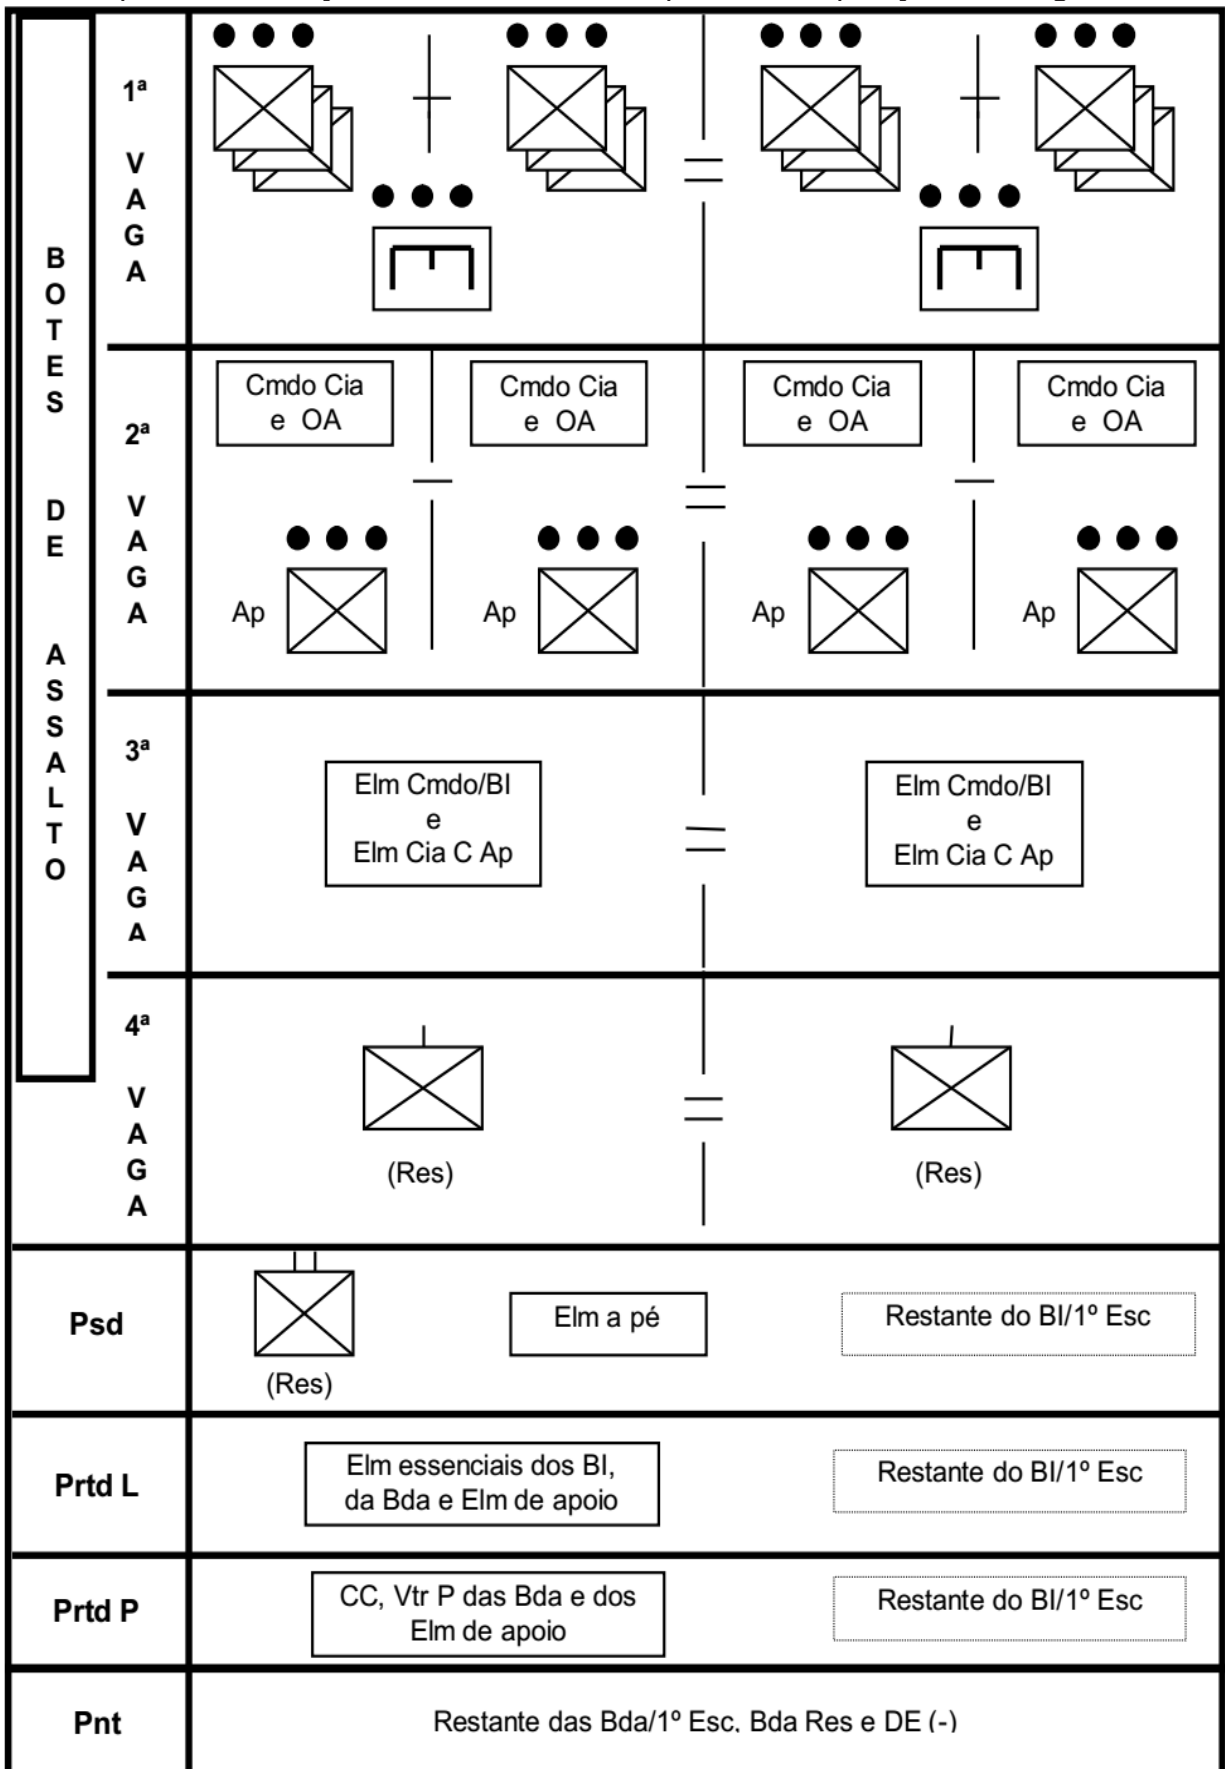 BOTES DE ASSALTO
1ª
VAGA
2ª
VAGA
Cmdo Cia
e OA
Cmdo Cia
e OA
Cmdo Cia
e OA
Cmdo Cia
e OA
Ap
Ap
Ap
Ap
3ª
VAGA
Elm Cmdo/BI
e
Elm Cia C Ap
Elm Cmdo/BI
e
Elm Cia C Ap
4ª
VAGA
(Res)
(Res)
Psd
(Res)
Elm a pé
Restante do BI/1º Esc
Prtd L
Elm essenciais dos BI,
da Bda e Elm de apoio
Restante do BI/1º Esc
Prtd P
CC, Vtr P das Bda e dos
Elm de apoio
Restante do BI/1º Esc
Pnt
Restante das Bda/1º Esc, Bda Res e DE (-)